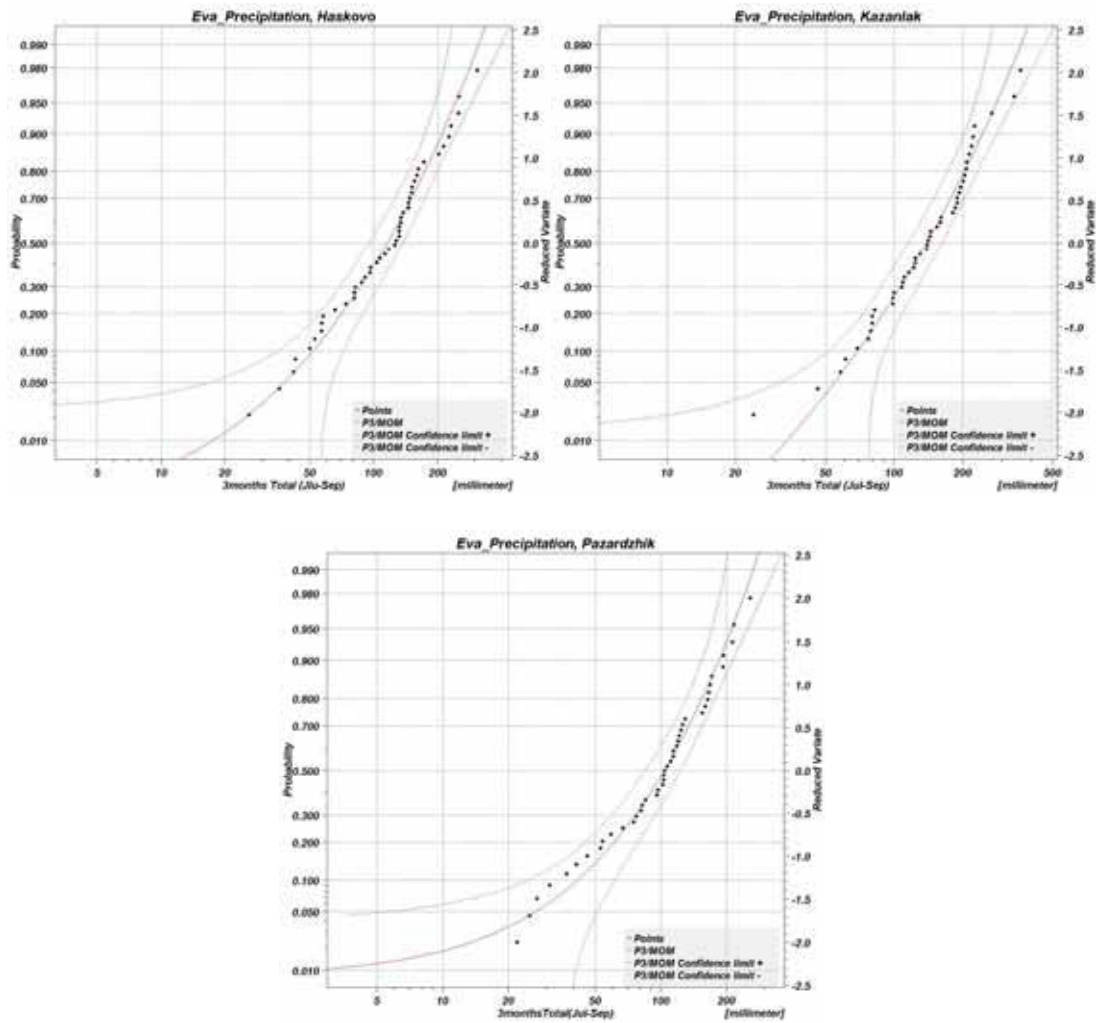 Eva_Precipitation, Haskovo
0.990
0.980
0.950
0.900
0.800
0.700
0.500
0.300
0.200
0.100
0.050
0.010
Probability
2.5
2.0
1.5
1.0
0.5
0.0
-0.5
-1.0
-1.5
-2.0
-2.5
Reduced Variate
Points
P3/MOM
P3/MOM Confidence limit +
P3/MOM Confidence limit -
5 10 20 50 100 200
3months Total (Jlu-Sep) [millimeter]
Eva_Precipitation, Kazanlak
0.990
0.980
0.950
0.900
0.800
0.700
0.500
0.300
0.200
0.100
0.050
0.010
Probability
2.5
2.0
1.5
1.0
0.5
0.0
-0.5
-1.0
-1.5
-2.0
-2.5
Reduced Variate
Points
P3/MOM
P3/MOM Confidence limit +
P3/MOM Confidence limit -
10 20 50 100 200 500
3months Total (Jul-Sep) [millimeter]
Eva_Precipitation, Pazardzhik
0.990
0.980
0.950
0.900
0.800
0.700
0.500
0.300
0.200
0.100
0.050
0.010
Probability
2.5
2.0
1.5
1.0
0.5
0.0
-0.5
-1.0
-1.5
-2.0
-2.5
Reduced Variate
Points
P3/MOM
P3/MOM Confidence limit +
P3/MOM Confidence limit -
5 10 20 50 100 200
3monthsTotal(Jul-Sep) [millimeter]